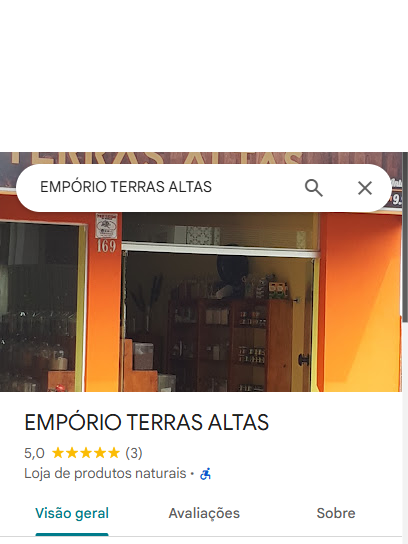 TERRAS ALTAS
EMPÓRIO TERRAS ALTAS
169
EMPÓRIO TERRAS ALTAS
5,0 (3)
Loja de produtos naturais •
Visão geral
Avaliações
Sobre